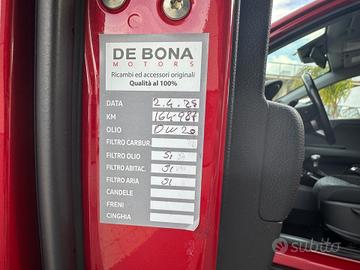 DE BONA
MOTORS
Ricambi ed accessori originali
Qualità al 100%
DATA 2.4.25
KM 164.987
OLIO 0W20
FILTRO CARBUR.
FILTRO OLIO Si
FILTRO ABITAC. Si
FILTRO ARIA Si
CANDELE
FRENI
CINGHIA
subito